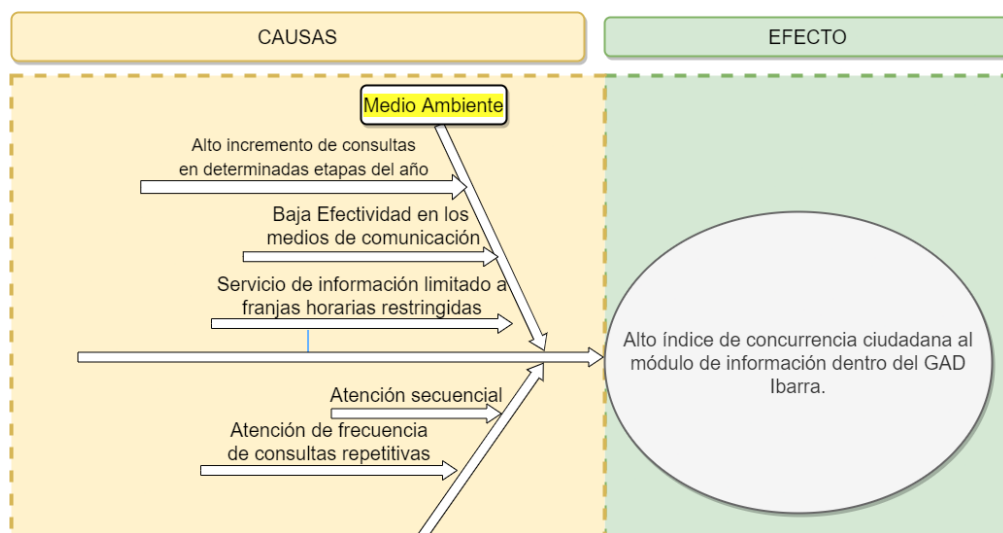 CAUSAS
EFECTO
Medio Ambiente
Alto incremento de consultas
en determinadas etapas del año
Baja Efectividad en los
medios de comunicación
Servicio de información limitado a
franjas horarias restringidas
Alto índice de concurrencia ciudadana al
módulo de información dentro del GAD
Ibarra.
Atención secuencial
Atención de frecuencia
de consultas repetitivas